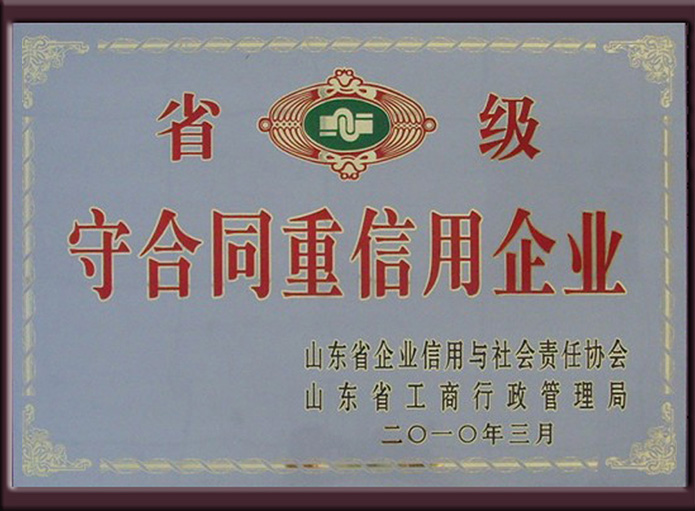 省 级
守合同重信用企业
山东省企业信用与社会责任协会
山东省工商行政管理局
二〇一〇年三月